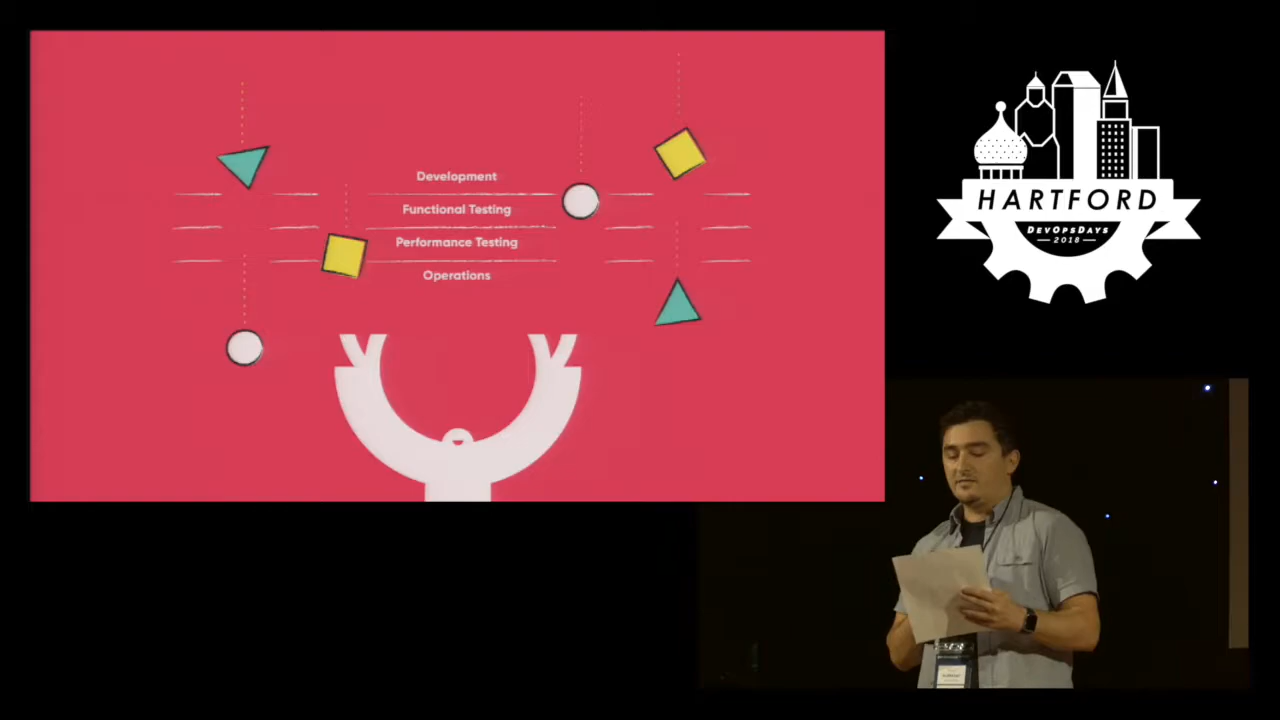 Development
Functional Testing
Performance Testing
Operations
HARTFORD
DEVOPSDAYS
2018